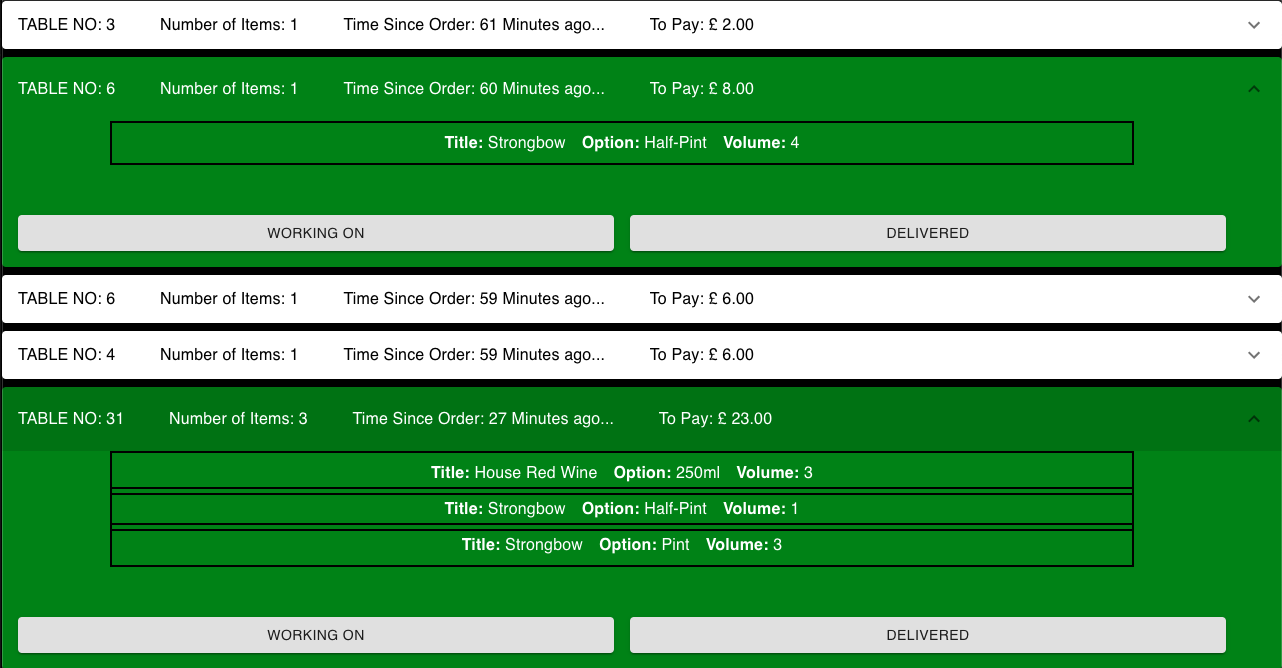 TABLE NO: 3 Number of Items: 1 Time Since Order: 61 Minutes ago... To Pay: £ 2.00
TABLE NO: 6 Number of Items: 1 Time Since Order: 60 Minutes ago... To Pay: £ 8.00
Title: Strongbow Option: Half-Pint Volume: 4
WORKING ON DELIVERED
TABLE NO: 6 Number of Items: 1 Time Since Order: 59 Minutes ago... To Pay: £ 6.00
TABLE NO: 4 Number of Items: 1 Time Since Order: 59 Minutes ago... To Pay: £ 6.00
TABLE NO: 31 Number of Items: 3 Time Since Order: 27 Minutes ago... To Pay: £ 23.00
Title: House Red Wine Option: 250ml Volume: 3
Title: Strongbow Option: Half-Pint Volume: 1
Title: Strongbow Option: Pint Volume: 3
WORKING ON DELIVERED